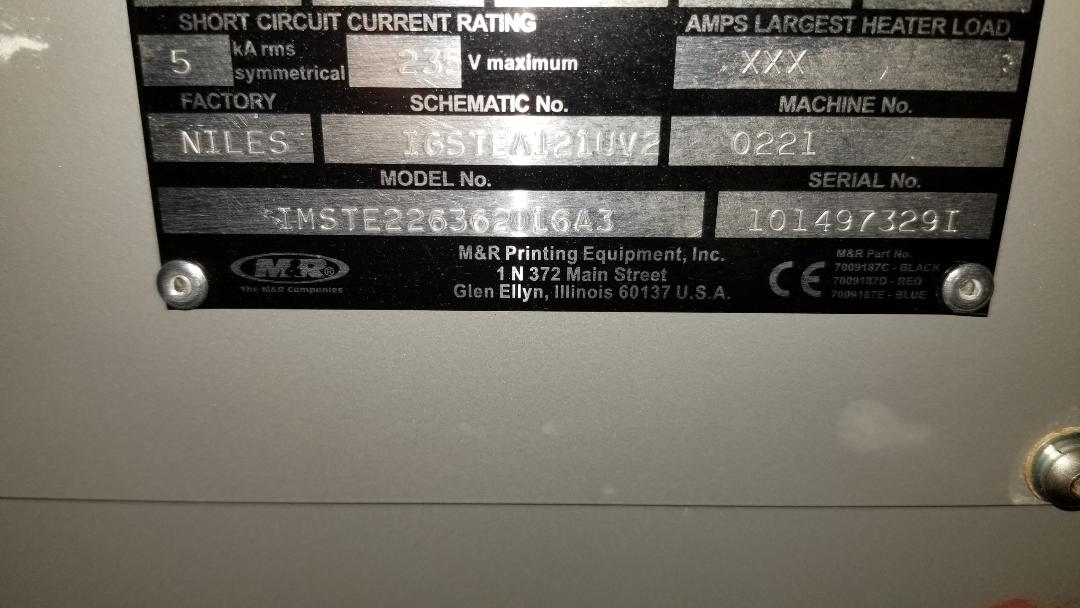 SHORT CIRCUIT CURRENT RATING
AMPS LARGEST HEATER LOAD
5 kA rms symmetrical
V maximum
XXX
FACTORY
SCHEMATIC No.
MACHINE No.
NILES
IGSTEA121UV2
0221
MODEL No.
SERIAL No.
IMSTE226362016A3
101497329I
M&R®
The M&R Companies
M&R Printing Equipment, Inc.
1 N 372 Main Street
Glen Ellyn, Illinois 60137 U.S.A.
CE
M&R Part No.
7009187C - BLACK
7009187D - RED
7009187E - BLUE